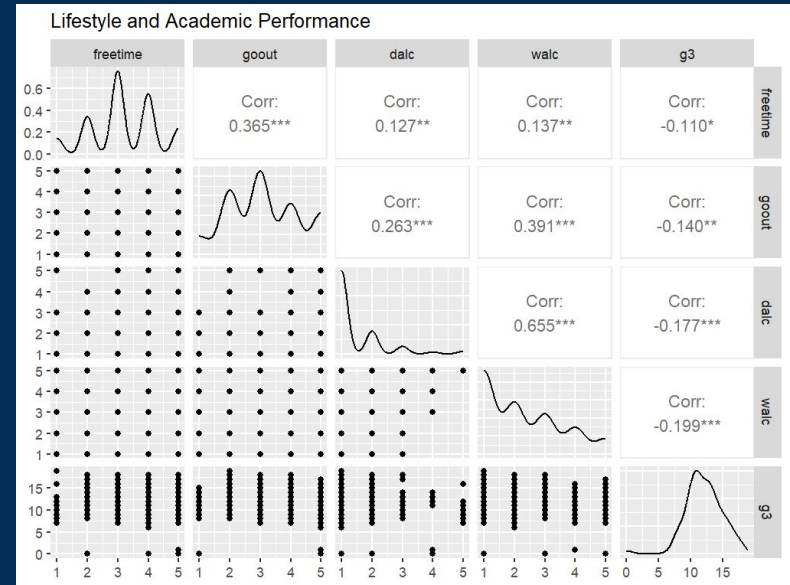 Lifestyle and Academic Performance
freetime goout dalc walc g3
0.6
0.4
0.2
0.0
Corr: Corr: Corr: Corr:
0.365*** 0.127** 0.137** -0.110*
freetime
5
4
3
2
1
Corr: Corr: Corr:
0.263*** 0.391*** -0.140**
goout
5
4
3
2
1
Corr: Corr:
0.655*** -0.177***
dalc
5
4
3
2
1
Corr:
-0.199***
walc
15
10
5
0
g3
1 2 3 4 5 1 2 3 4 5 1 2 3 4 5 1 2 3 4 5 0 5 10 15